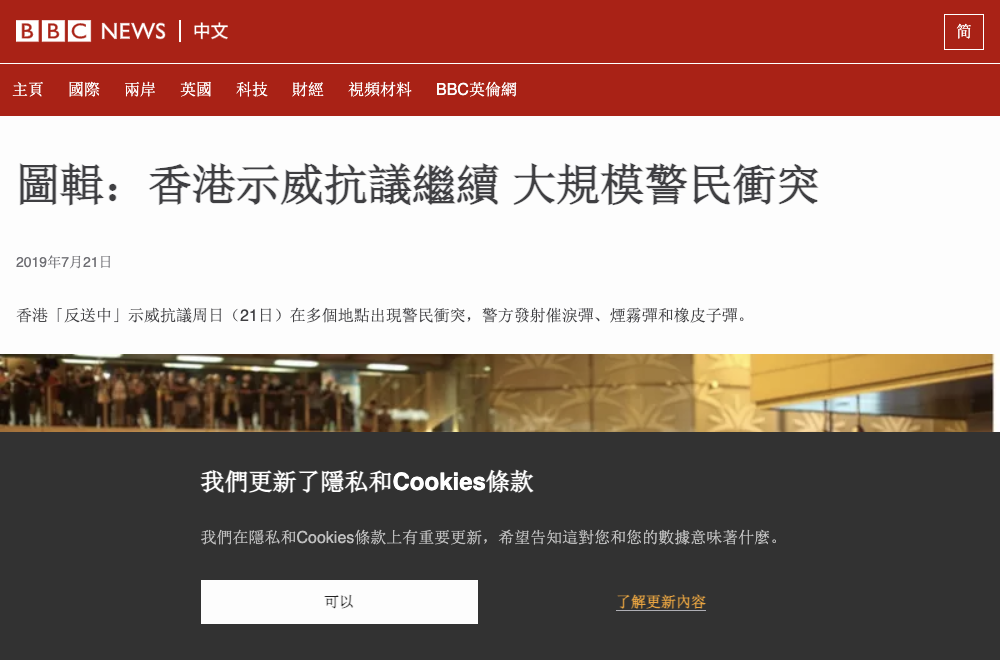 BBC NEWS 中文
简
主頁 國際 兩岸 英國 科技 財經 視頻材料 BBC英倫網
圖輯：香港示威抗議繼續 大規模警民衝突
2019年7月21日
香港「反送中」示威抗議周日（21日）在多個地點出現警民衝突，警方發射催淚彈、煙霧彈和橡皮子彈。
我們更新了隱私和Cookies條款
我們在隱私和Cookies條款上有重要更新，希望告知這對您和您的數據意味著什麼。
可以
了解更新內容